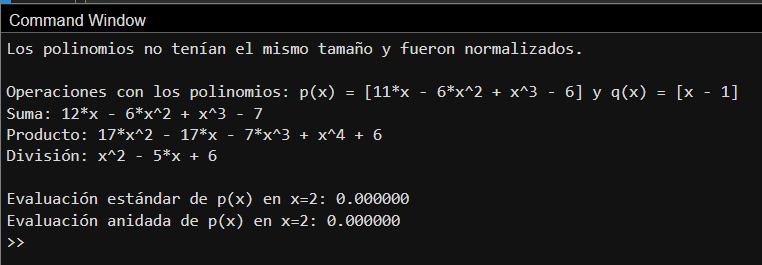 Command Window
Los polinomios no tenían el mismo tamaño y fueron normalizados.
Operaciones con los polinomios: p(x) = [11*x - 6*x^2 + x^3 - 6] y q(x) = [x - 1]
Suma: 12*x - 6*x^2 + x^3 - 7
Producto: 17*x^2 - 17*x - 7*x^3 + x^4 + 6
División: x^2 - 5*x + 6
Evaluación estándar de p(x) en x=2: 0.000000
Evaluación anidada de p(x) en x=2: 0.000000
>>